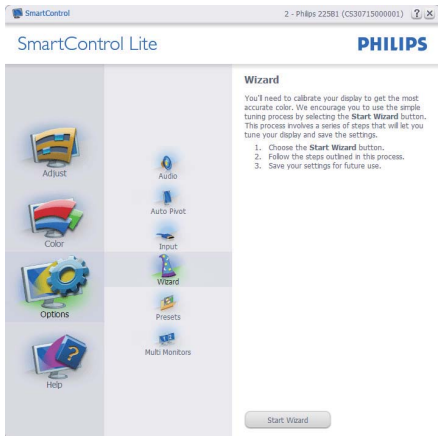 SmartControl
2 - Philips 225B1 (CS30715000001)
SmartControl Lite
PHILIPS
Adjust
Color
Options
Help
Audio
Auto Pivot
Input
Wizard
Presets
Multi Monitors
Wizard
You'll need to calibrate your display to get the most
accurate color. We encourage you to use the simple
tuning process by selecting the Start Wizard button.
This process involves a series of steps that will let you
tune your display and save the settings.
1. Choose the Start Wizard button.
2. Follow the steps outlined in this process.
3. Save your settings for future use.
Start Wizard